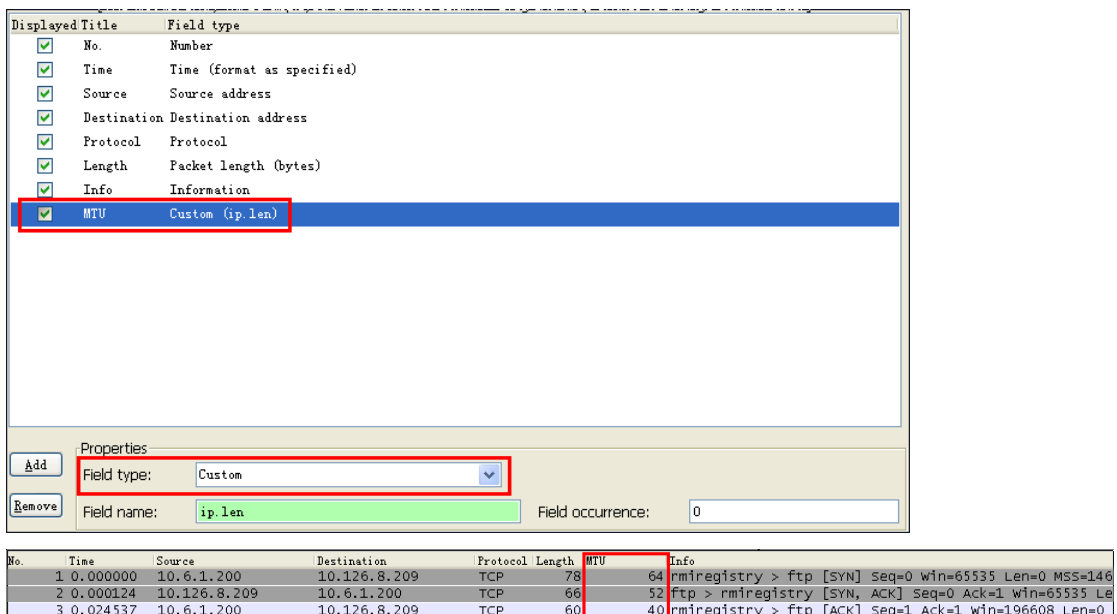 Displayed Title Field type
No. Number
Time Time (format as specified)
Source Source address
Destination Destination address
Protocol Protocol
Length Packet length (bytes)
Info Information
MTU Custom (ip.len)
Properties
Add Field type: Custom
Remove Field name: ip.len Field occurrence: 0
No. Time Source Destination Protocol Length MTU Info
1 0.000000 10.6.1.200 10.126.8.209 TCP 78 64 rmiregistry > ftp [SYN] Seq=0 Win=65535 Len=0 MSS=146
2 0.000124 10.126.8.209 10.6.1.200 TCP 66 52 ftp > rmiregistry [SYN, ACK] Seq=0 Ack=1 Win=65535 Le
3 0.024537 10.6.1.200 10.126.8.209 TCP 60 40 rmiregistry > ftp [ACK] Seq=1 Ack=1 Win=196608 Len=0